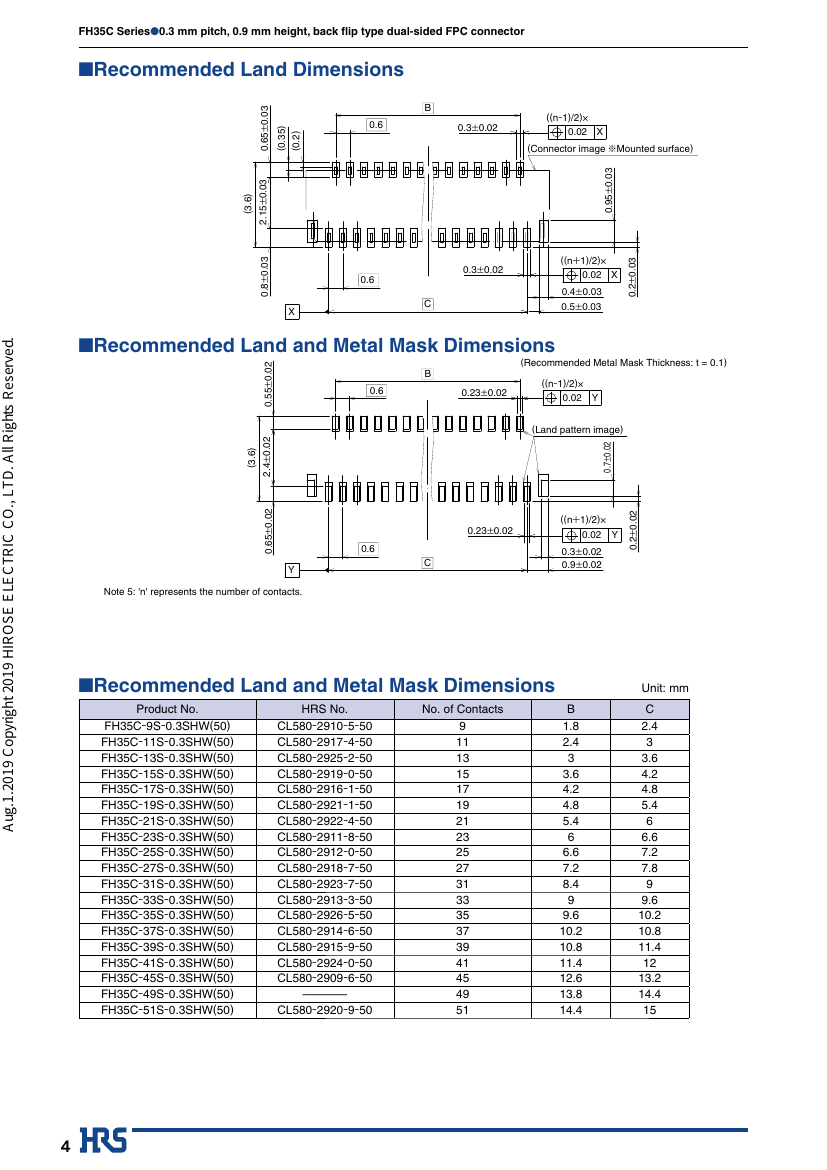 FH35C Series●0.3 mm pitch, 0.9 mm height, back flip type dual-sided FPC connector
■Recommended Land Dimensions
B
0.6
0.3±0.02
((n-1)/2)×
0.02 X
(Connector image ※Mounted surface)
0.65±0.03
(0.35)
(0.2)
(3.6)
2.15±0.03
0.8±0.03
0.95±0.03
0.2±0.03
0.3±0.02
((n+1)/2)×
0.02 X
0.6
0.4±0.03
C
0.5±0.03
X
■Recommended Land and Metal Mask Dimensions
(Recommended Metal Mask Thickness: t = 0.1)
B
0.6
0.23±0.02
((n-1)/2)×
0.02 Y
(Land pattern image)
0.55±0.02
(3.6)
2.4±0.02
0.65±0.02
0.7±0.02
0.2±0.02
0.23±0.02
((n+1)/2)×
0.02 Y
0.6
0.3±0.02
C
0.9±0.02
Y
Note 5: 'n' represents the number of contacts.
■Recommended Land and Metal Mask Dimensions
Unit: mm
Product No. HRS No. No. of Contacts B C
FH35C-9S-0.3SHW(50) CL580-2910-5-50 9 1.8 2.4
FH35C-11S-0.3SHW(50) CL580-2917-4-50 11 2.4 3
FH35C-13S-0.3SHW(50) CL580-2925-2-50 13 3 3.6
FH35C-15S-0.3SHW(50) CL580-2919-0-50 15 3.6 4.2
FH35C-17S-0.3SHW(50) CL580-2916-1-50 17 4.2 4.8
FH35C-19S-0.3SHW(50) CL580-2921-1-50 19 4.8 5.4
FH35C-21S-0.3SHW(50) CL580-2922-4-50 21 5.4 6
FH35C-23S-0.3SHW(50) CL580-2911-8-50 23 6 6.6
FH35C-25S-0.3SHW(50) CL580-2912-0-50 25 6.6 7.2
FH35C-27S-0.3SHW(50) CL580-2918-7-50 27 7.2 7.8
FH35C-31S-0.3SHW(50) CL580-2923-7-50 31 8.4 9
FH35C-33S-0.3SHW(50) CL580-2913-3-50 33 9 9.6
FH35C-35S-0.3SHW(50) CL580-2926-5-50 35 9.6 10.2
FH35C-37S-0.3SHW(50) CL580-2914-6-50 37 10.2 10.8
FH35C-39S-0.3SHW(50) CL580-2915-9-50 39 10.8 11.4
FH35C-41S-0.3SHW(50) CL580-2924-0-50 41 11.4 12
FH35C-45S-0.3SHW(50) CL580-2909-6-50 45 12.6 13.2
FH35C-49S-0.3SHW(50) ———— 49 13.8 14.4
FH35C-51S-0.3SHW(50) CL580-2920-9-50 51 14.4 15
Aug.1.2019 Copyright 2019 HIROSE ELECTRIC CO., LTD. All Rights Reserved.
4 HRS